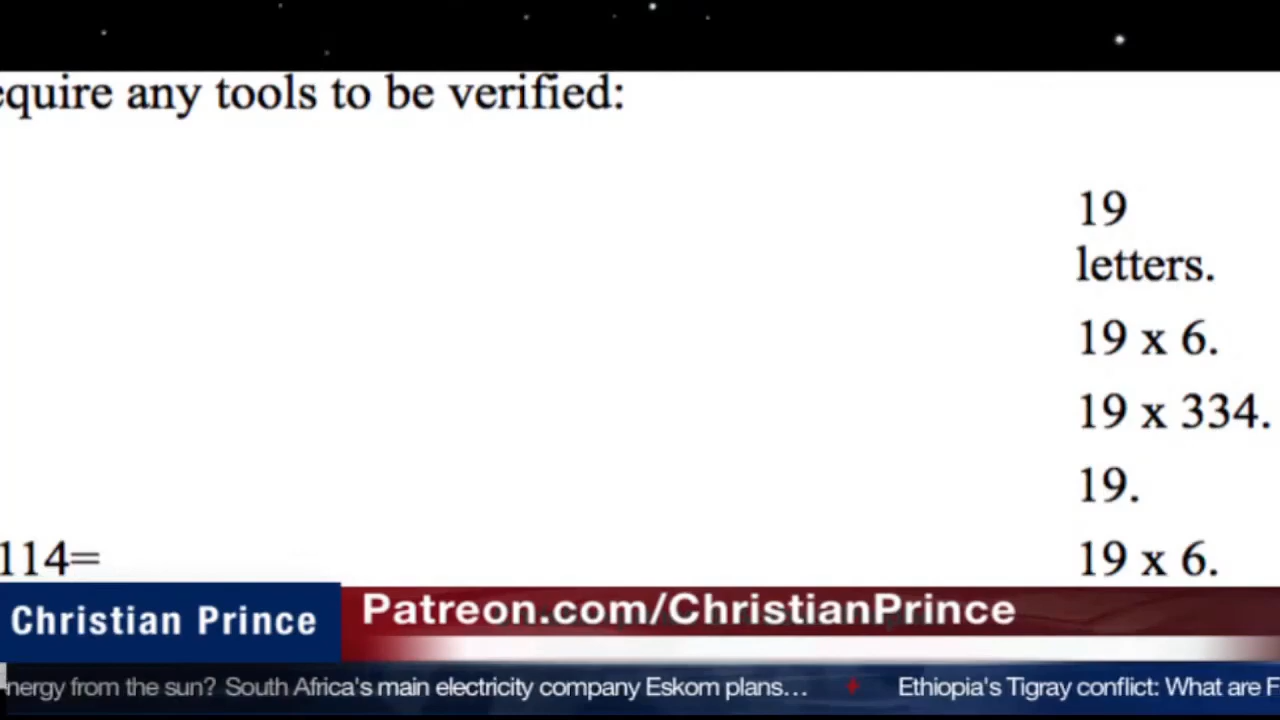 equire any tools to be verified:
19
letters.
19 x 6.
19 x 334.
19.
114=
19 x 6.
Christian Prince
Patreon.com/ChristianPrince
nergy from the sun? South Africa's main electricity company Eskom plans... Ethiopia's Tigray conflict: What are F